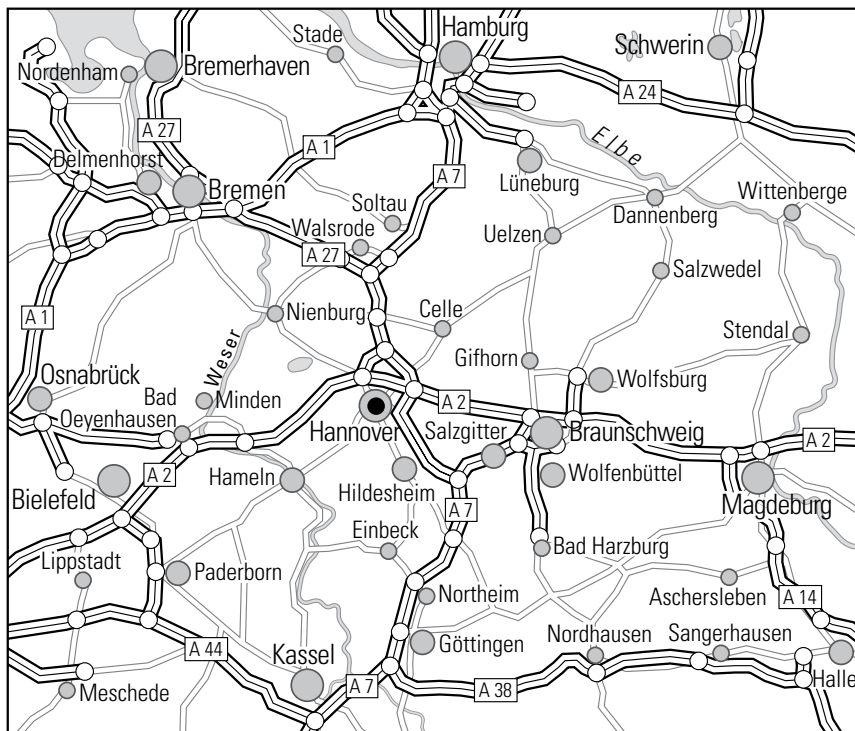 Stade
Hamburg
Schwerin
Nordenham
Bremerhaven
A 24
A 27
A 1
Elbe
Delmenhorst
A 7
Lüneburg
Bremen
Soltau
Wittenberge
Dannenberg
Walsrode
Uelzen
A 27
Salzwedel
Nienburg
Celle
A 1
Weser
Stendal
Gifhorn
Osnabrück
Wolfsburg
Bad
Oeyenhausen
Minden
A 2
Hannover
Salzgitter
Braunschweig
A 2
A 2
Hameln
Hildesheim
Wolfenbüttel
Bielefeld
Magdeburg
A 7
Einbeck
Bad Harzburg
Lippstadt
Paderborn
Aschersleben
Northeim
A 14
Göttingen
Nordhausen
Sangerhausen
A 44
Kassel
Halle
Meschede
A 7
A 38